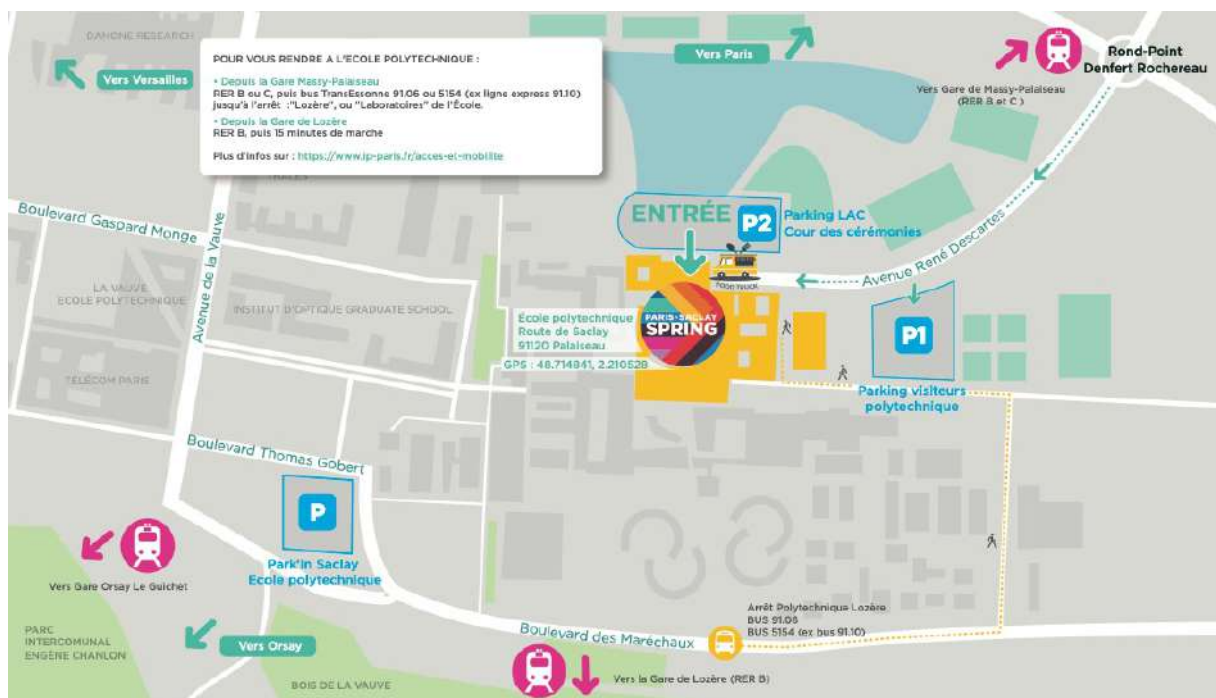 DANONE RESEARCH
Vers Versailles
POUR VOUS RENDRE A L'ECOLE POLYTECHNIQUE :
• Depuis la Gare Massy-Palaiseau
RER B ou C, puis bus TransEssonne 91.06 ou 5154 (ex ligne express 91.10)
jusqu'à l'arrêt :"Lozère", ou "Laboratoires" de l'École.
• Depuis la Gare de Lozère
RER B, puis 15 minutes de marche
Plus d'infos sur : https://www.ip-paris.fr/acces-et-mobilite
THALES
Vers Paris
Rond-Point
Denfert Rochereau
Vers Gare de Massy-Palaiseau
(RER B et C )
Boulevard Gaspard Monge
Avenue de la Vauve
ENTRÉE
P2
Parking LAC
Cour des cérémonies
Avenue René Descartes
FOOD TRUCK
LA VAUVE
ECOLE POLYTECHNIQUE
INSTITUT D'OPTIQUE GRADUATE SCHOOL
TÉLÉCOM PARIS
École polytechnique
Route de Saclay
91120 Palaiseau
GPS : 48.714841, 2.210528
PARIS-SACLAY
SPRING
P1
Parking visiteurs
polytechnique
Boulevard Thomas Gobert
P
Park'in Saclay
Ecole polytechnique
Vers Gare Orsay Le Guichet
PARC
INTERCOMUNAL
ENGÈNE CHANLON
Vers Orsay
BOIS DE LA VAUVE
Boulevard des Maréchaux
Arrêt Polytechnique Lozère
BUS 91.06
BUS 5154 (ex bus 91.10)
Vers la Gare de Lozère (RER B)